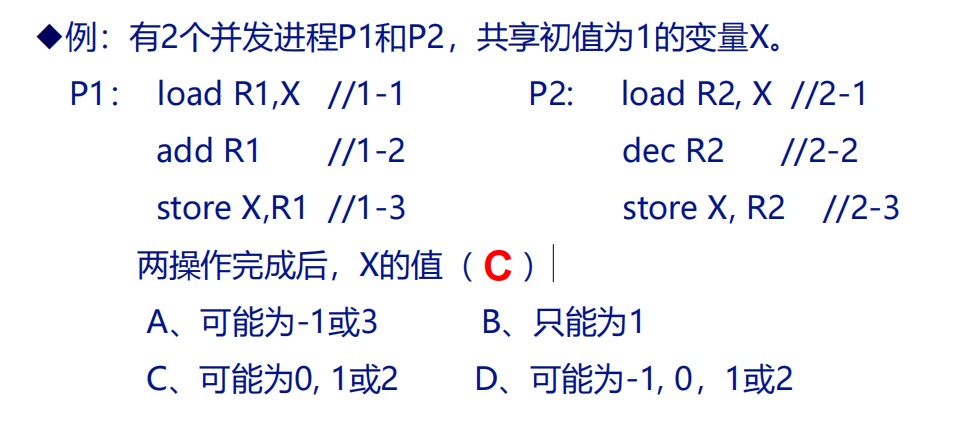 ◆例：有2个并发进程P1和P2，共享初值为1的变量X。
P1： load R1,X //1-1 P2: load R2, X //2-1
add R1 //1-2 dec R2 //2-2
store X,R1 //1-3 store X, R2 //2-3
两操作完成后，X的值（C）
A、可能为-1或3 B、只能为1
C、可能为0, 1或2 D、可能为-1, 0，1或2